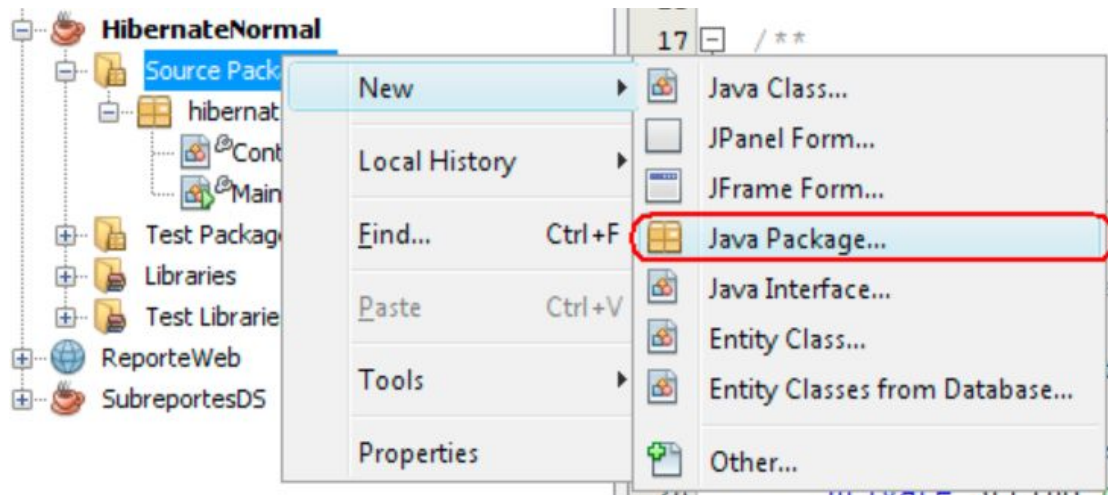 HibernateNormal
Source Pack
hibernat
Cont
Main
Test Packag
Libraries
Test Librarie
ReporteWeb
SubreportesDS
New
Local History
Find... Ctrl+F
Paste Ctrl+V
Tools
Properties
17 /**
Java Class...
JPanel Form...
JFrame Form...
Java Package...
Java Interface...
Entity Class...
Entity Classes from Database...
Other...